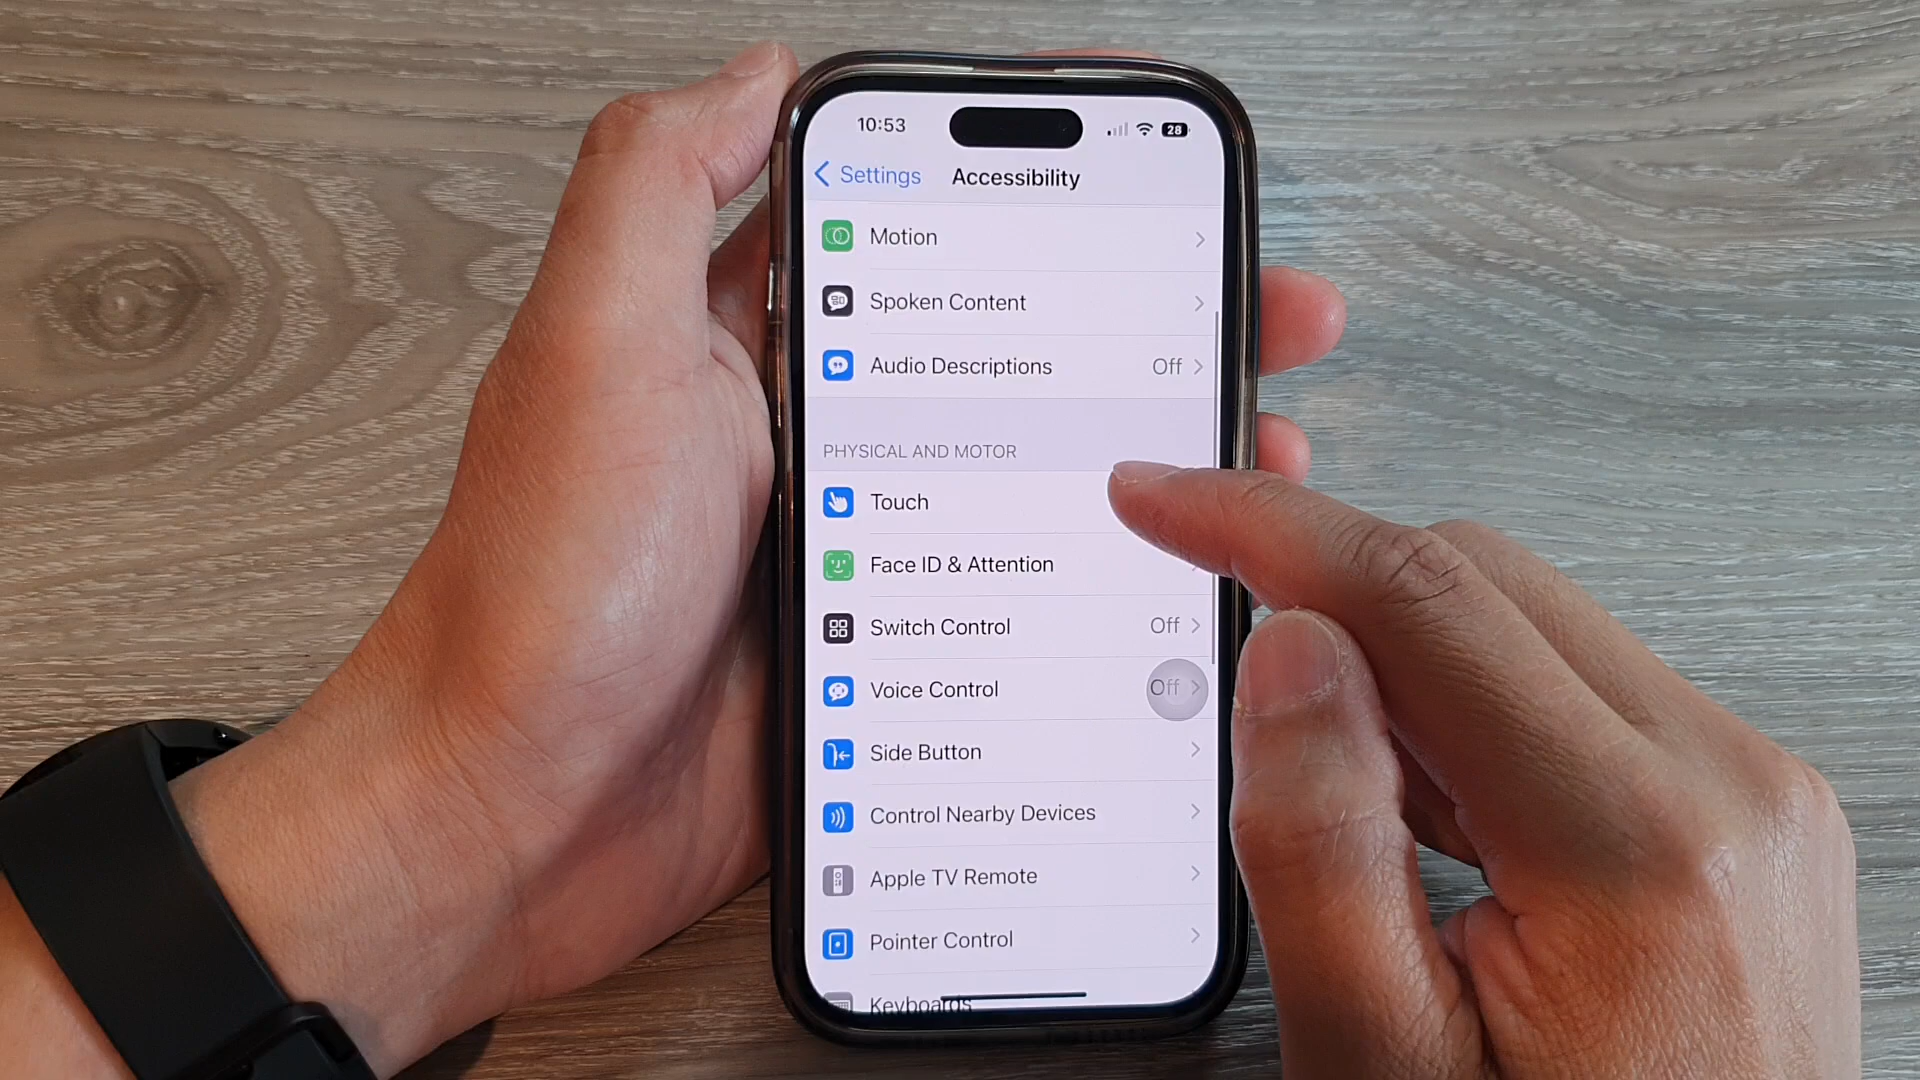 10:53
28
Settings
Accessibility
Motion
Spoken Content
Audio Descriptions Off
PHYSICAL AND MOTOR
Touch
Face ID & Attention
Switch Control Off
Voice Control Off
Side Button
Control Nearby Devices
Apple TV Remote
Pointer Control
Keyboards